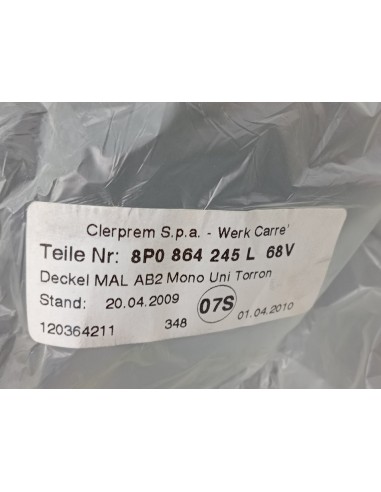 Clerprem S.p.a. - Werk Carre'
Teile Nr: 8P0 864 245 L 68V
Deckel MAL AB2 Mono Uni Torron
Stand: 20.04.2009 07S
120364211 348 01.04.2010